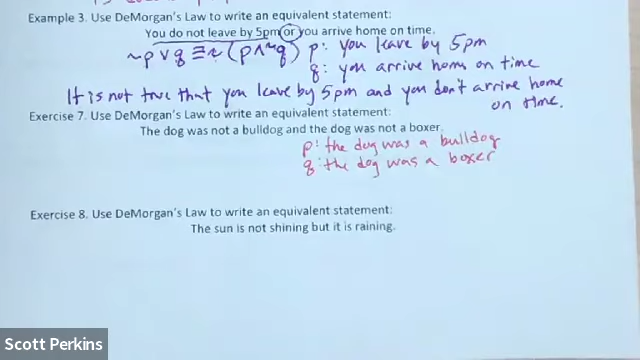 Example 3. Use DeMorgan's Law to write an equivalent statement:
You do not leave by 5pm or you arrive home on time.
~p ∨ q ≡ ~(p ∧ ~q) p: you leave by 5pm
q: you arrive home on time
It is not true that you leave by 5pm and you don't arrive home
on time.
Exercise 7. Use DeMorgan's Law to write an equivalent statement:
The dog was not a bulldog and the dog was not a boxer.
p: the dog was a bulldog
q: the dog was a boxer
Exercise 8. Use DeMorgan's Law to write an equivalent statement:
The sun is not shining but it is raining.
Scott Perkins